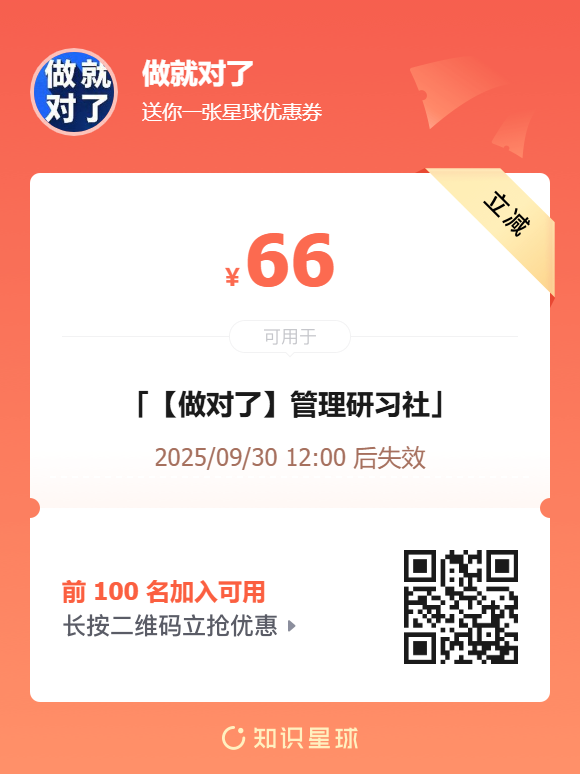 做就
对了
做就对了
送你一张星球优惠券
立减
¥66
可用于
「【做对了】管理研习社」
2025/09/30 12:00 后失效
前 100 名加入可用
长按二维码立抢优惠
知识星球